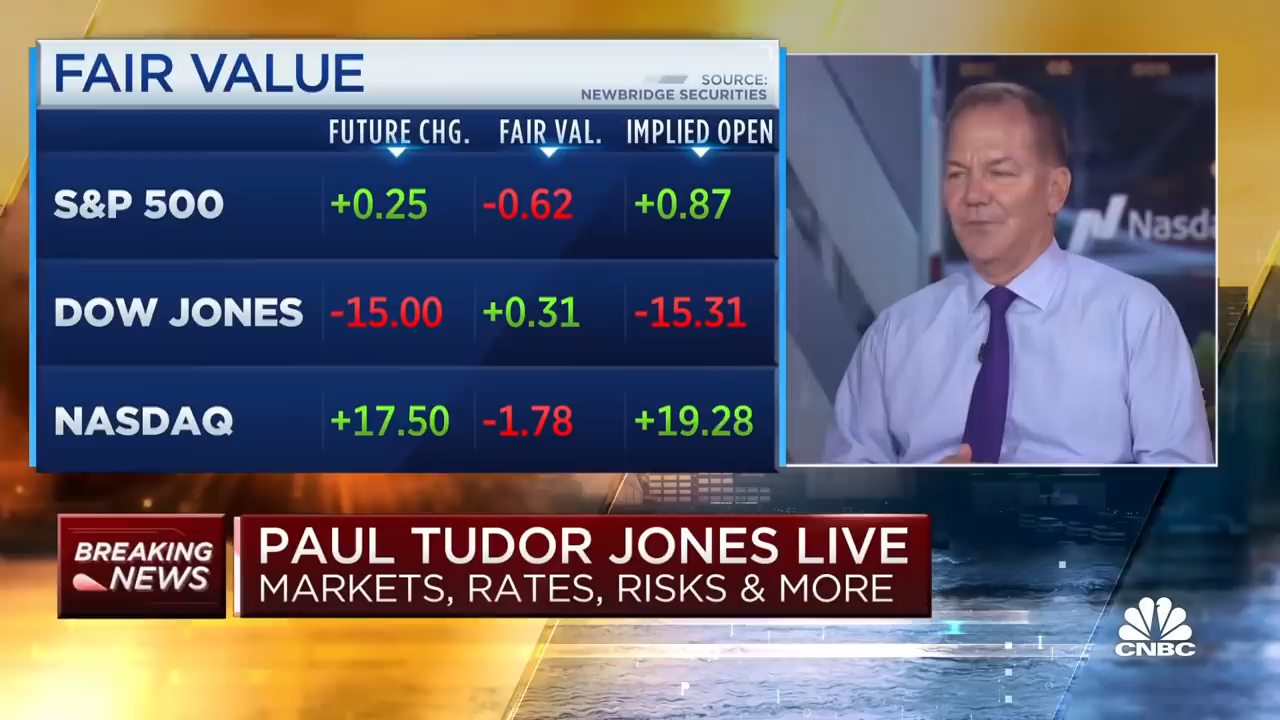 FAIR VALUE
SOURCE:
NEWBRIDGE SECURITIES
FUTURE CHG. FAIR VAL. IMPLIED OPEN
S&P 500 +0.25 -0.62 +0.87
DOW JONES -15.00 +0.31 -15.31
NASDAQ +17.50 -1.78 +19.28
Nasda
BREAKING
NEWS
PAUL TUDOR JONES LIVE
MARKETS, RATES, RISKS & MORE
CNBC